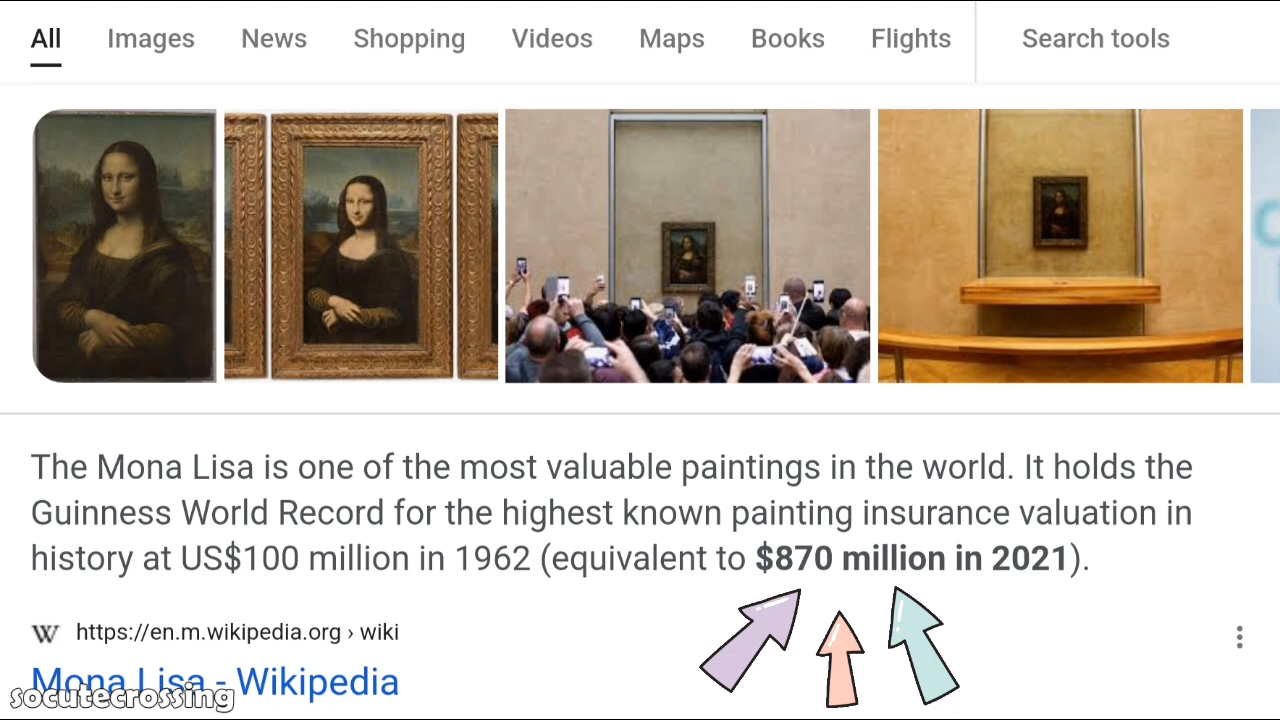 All Images News Shopping Videos Maps Books Flights Search tools
The Mona Lisa is one of the most valuable paintings in the world. It holds the
Guinness World Record for the highest known painting insurance valuation in
history at US$100 million in 1962 (equivalent to $870 million in 2021).
W https://en.m.wikipedia.org › wiki
Mona Lisa - Wikipedia
socutecrossing